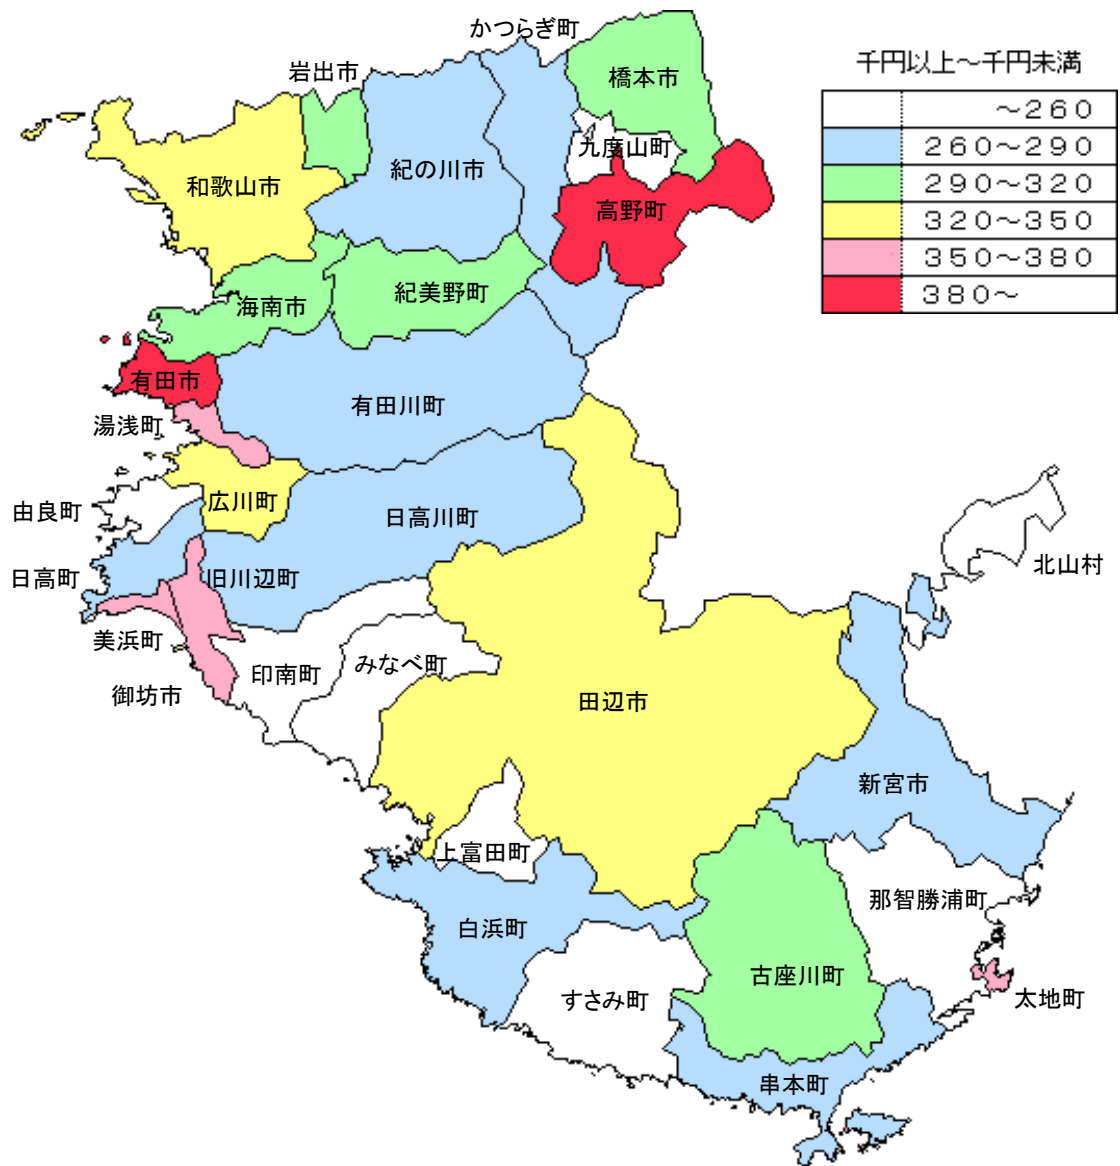 かつらぎ町
千円以上～千円未満
岩出市
橋本市
～２６０
２６０～２９０
九度山町
紀の川市
和歌山市
２９０～３２０
高野町
３２０～３５０
３５０～３８０
３８０～
紀美野町
海南市
有田市
有田川町
湯浅町
広川町
由良町
日高川町
北山村
日高町
旧川辺町
美浜町
みなべ町
印南町
御坊市
田辺市
新宮市
上富田町
那智勝浦町
白浜町
古座川町
すさみ町
太地町
串本町